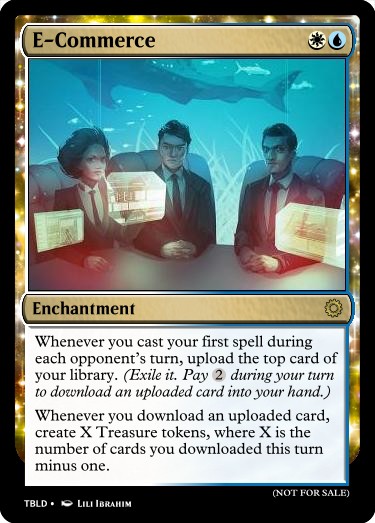 E-Commerce
Enchantment
Whenever you cast your first spell during
each opponent's turn, upload the top card of
your library. (Exile it. Pay 2 during your turn
to download an uploaded card into your hand.)
Whenever you download an uploaded card,
create X Treasure tokens, where X is the
number of cards you downloaded this turn
minus one.
(NOT FOR SALE)
TBLD • Lili Ibrahim